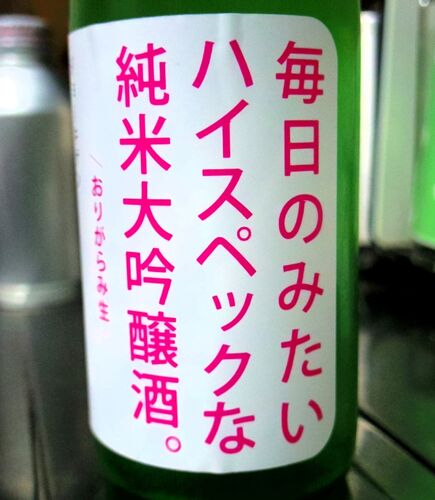 毎日のみたい
ハイスペックな
純米大吟醸酒。
\おりがらみ生